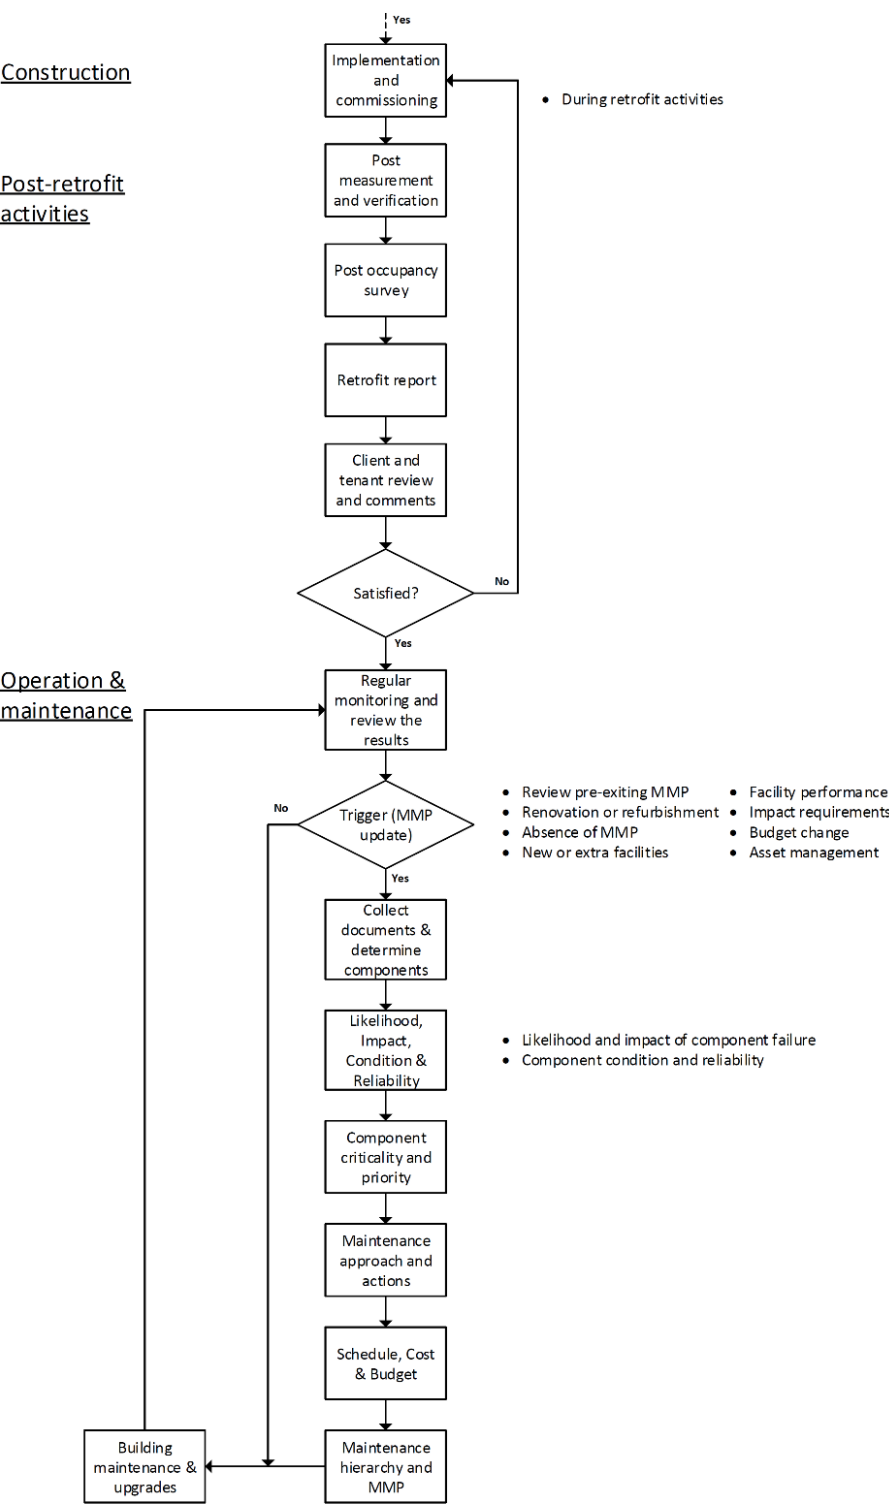 Yes
Construction
Implementation
and
commissioning
• During retrofit activities
Post-retrofit
activities
Post
measurement
and verification
Post occupancy
survey
Retrofit report
Client and
tenant review
and comments
Satisfied?
No
Yes
Operation &
maintenance
Regular
monitoring and
review the
results
No
Trigger (MMP
update)
Yes
• Review pre-exiting MMP
• Renovation or refurbishment
• Absence of MMP
• New or extra facilities
• Facility performance
• Impact requirements
• Budget change
• Asset management
Collect
documents &
determine
components
Likelihood,
Impact,
Condition &
Reliability
• Likelihood and impact of component failure
• Component condition and reliability
Component
criticality and
priority
Maintenance
approach and
actions
Schedule, Cost
& Budget
Building
maintenance &
upgrades
Maintenance
hierarchy and
MMP